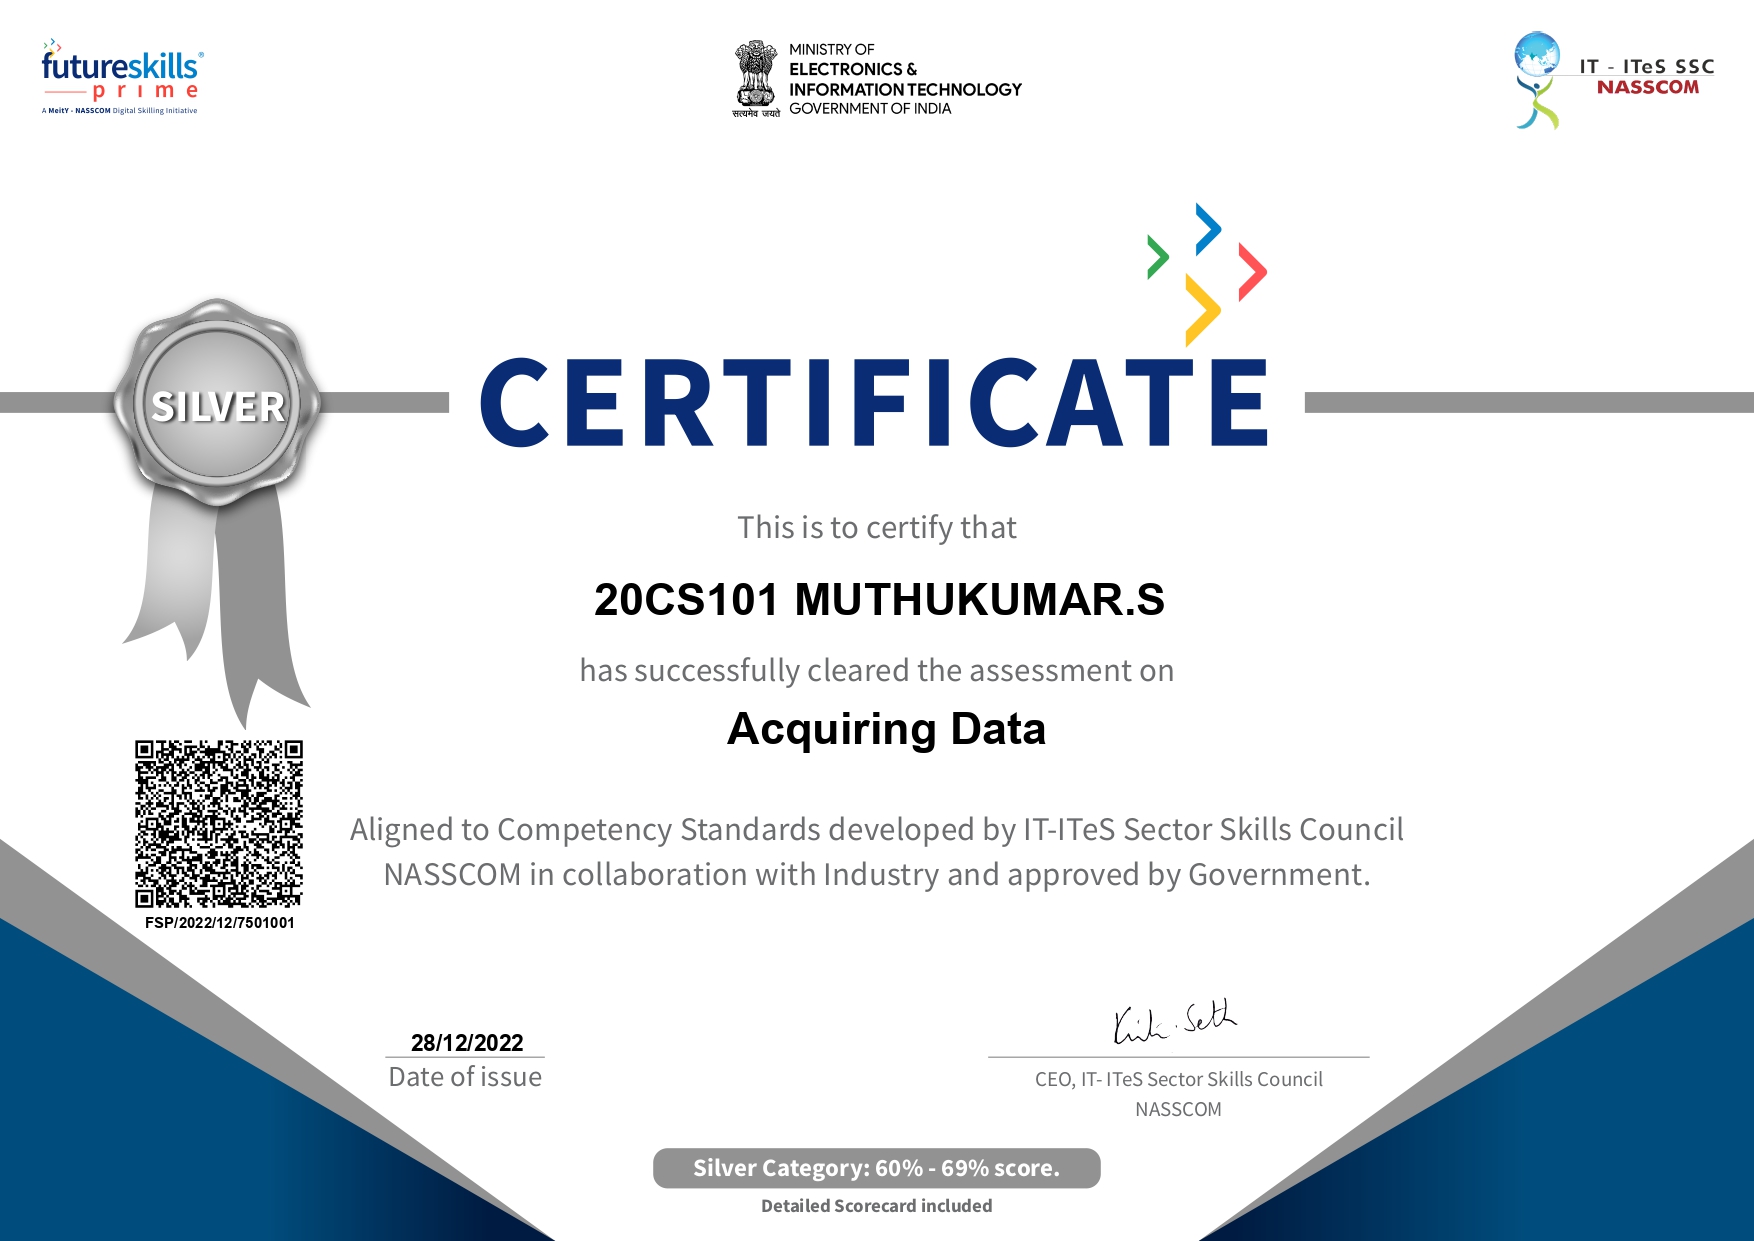 futureskills®
prime
A MeitY - NASSCOM Digital Skilling Initiative
सत्यमेव जयते
MINISTRY OF
ELECTRONICS &
INFORMATION TECHNOLOGY
GOVERNMENT OF INDIA
IT - ITeS SSC
NASSCOM
SILVER
CERTIFICATE
This is to certify that
20CS101 MUTHUKUMAR.S
has successfully cleared the assessment on
Acquiring Data
Aligned to Competency Standards developed by IT-ITeS Sector Skills Council
NASSCOM in collaboration with Industry and approved by Government.
FSP/2022/12/7501001
28/12/2022
Date of issue
CEO, IT- ITeS Sector Skills Council
NASSCOM
Silver Category: 60% - 69% score.
Detailed Scorecard included